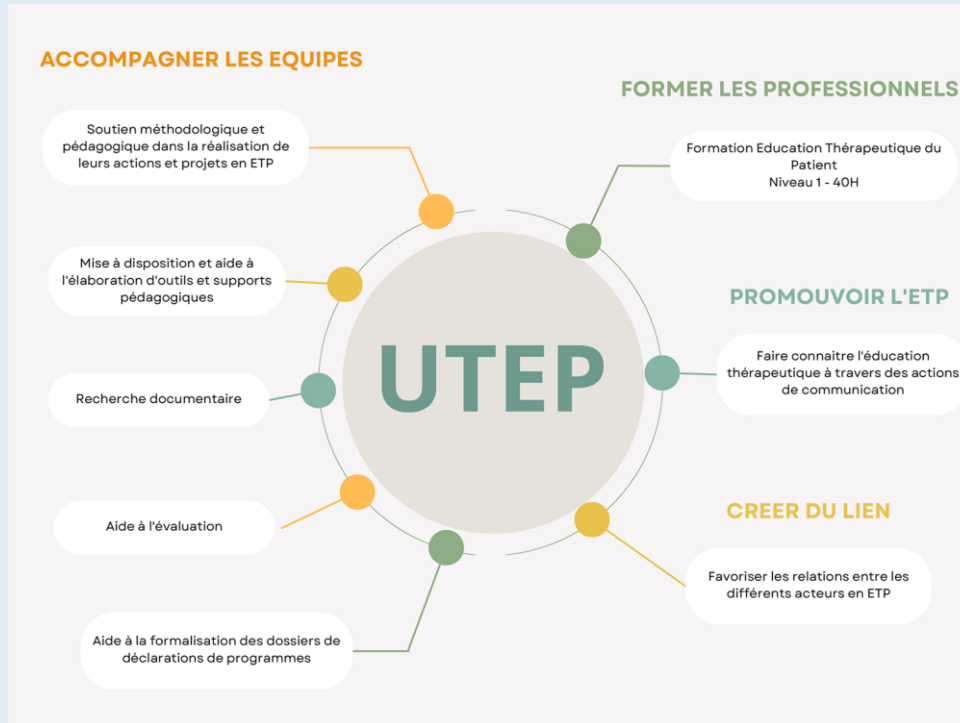 ACCOMPAGNER LES EQUIPES
Soutien méthodologique et
pédagogique dans la réalisation de
leurs actions et projets en ETP
Mise à disposition et aide à
l'élaboration d'outils et supports
pédagogiques
Recherche documentaire
Aide à l'évaluation
Aide à la formalisation des dossiers de
déclarations de programmes
UTEP
FORMER LES PROFESSIONNELS
Formation Education Thérapeutique du
Patient
Niveau 1 - 40H
PROMOUVOIR L'ETP
Faire connaitre l'éducation
thérapeutique à travers des actions
de communication
CREER DU LIEN
Favoriser les relations entre les
différents acteurs en ETP